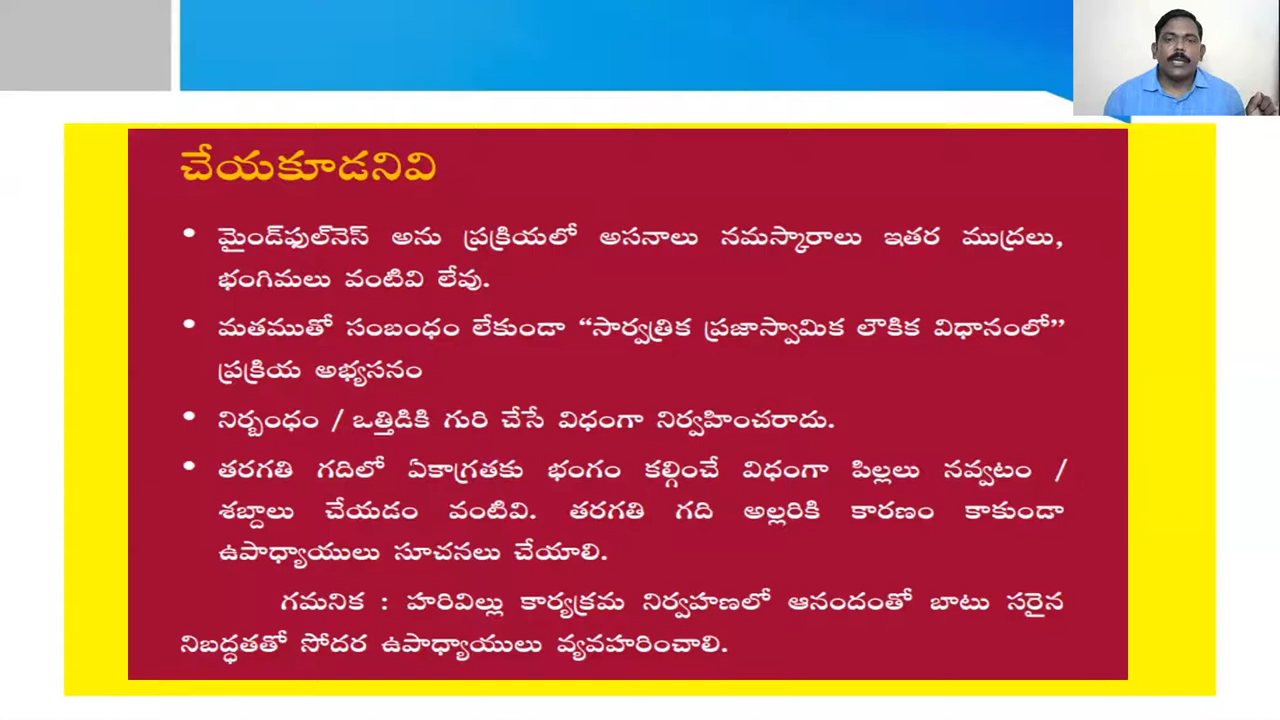 చేయకూడనివి
• మైండ్‌ఫుల్‌నెస్ అను ప్రక్రియలో అసనాలు నమస్కారాలు ఇతర ముద్రలు,
భంగిమలు వంటివి లేవు.
• మతముతో సంబంధం లేకుండా “సార్వత్రిక ప్రజాస్వామిక లౌకిక విధానంలో”
ప్రక్రియ అభ్యసనం
• నిర్బంధం / ఒత్తిడికి గురి చేసే విధంగా నిర్వహించరాదు.
• తరగతి గదిలో ఏకాగ్రతకు భంగం కల్గించే విధంగా పిల్లలు నవ్వటం /
శబ్దాలు చేయడం వంటివి. తరగతి గది అల్లరికి కారణం కాకుండా
ఉపాధ్యాయులు సూచనలు చేయాలి.
గమనిక : హరివిల్లు కార్యక్రమ నిర్వహణలో ఆనందంతో బాటు సరైన
నిబద్ధతతో సోదర ఉపాధ్యాయులు వ్యవహరించాలి.